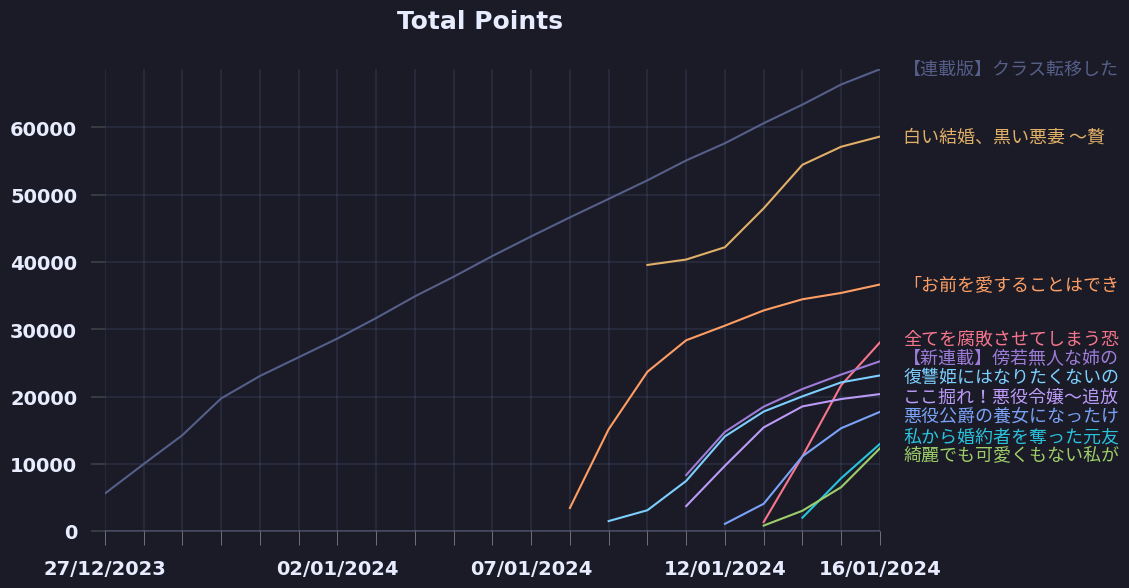 Total Points
【連載版】クラス転移した
60000
白い結婚、黒い悪妻 ～贅
50000
40000
「お前を愛することはでき
30000
全てを腐敗させてしまう恐
【新連載】傍若無人な姉の
復讐姫にはなりたくないの
20000
ここ掘れ！悪役令嬢～追放
悪役公爵の養女になったけ
私から婚約者を奪った元友
10000
綺麗でも可愛くもない私が
0
27/12/2023 02/01/2024 07/01/2024 12/01/2024 16/01/2024